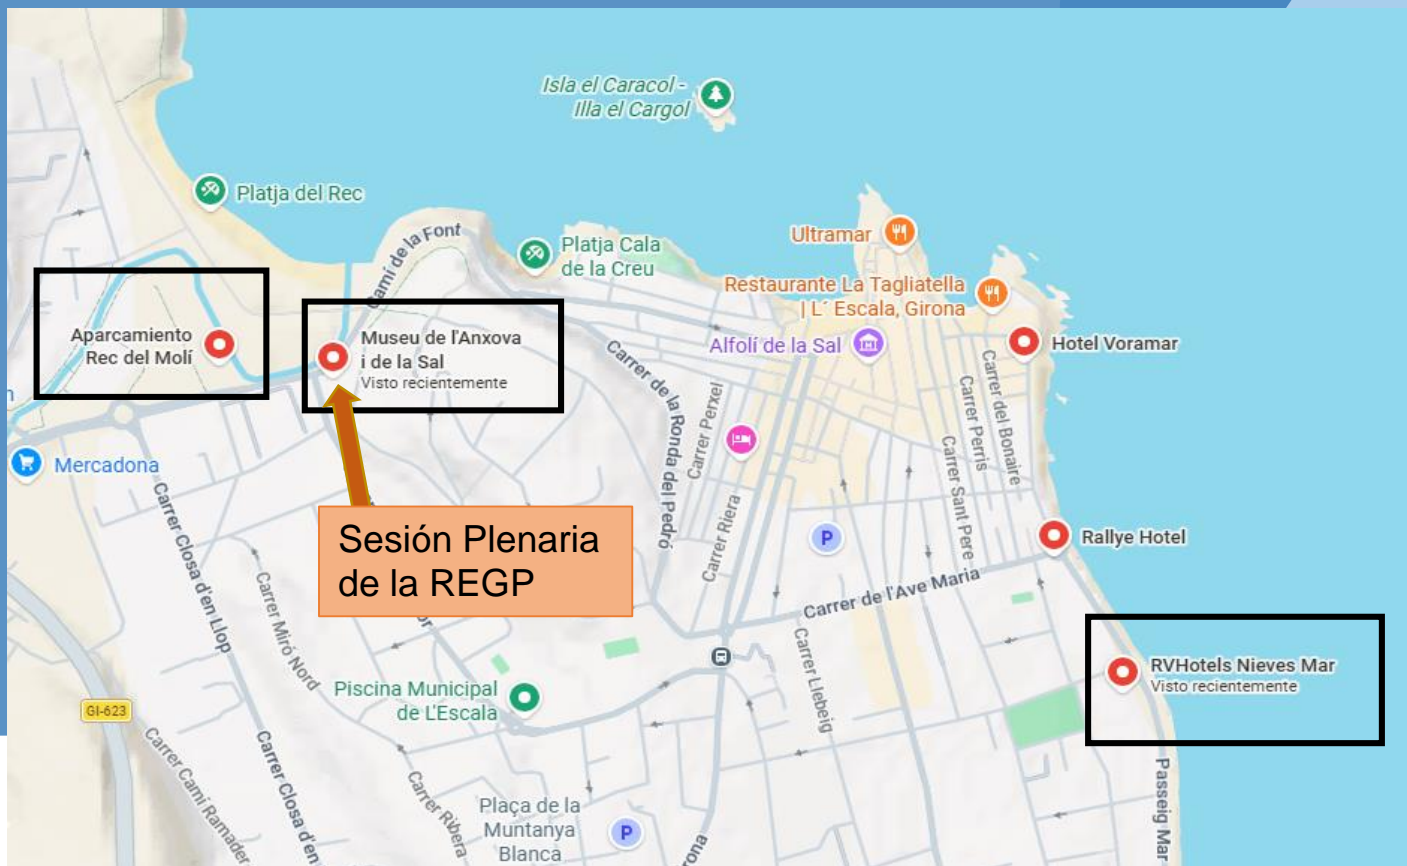 Isla el Caracol -
Illa el Cargol
Platja del Rec
Camí de la Font
Platja Cala
de la Creu
Ultramar
Restaurante La Tagliatella
| L´ Escala, Girona
Aparcamiento
Rec del Molí
Museu de l'Anxova
i de la Sal
Visto recientemente
Alfolí de la Sal
Hotel Voramar
Carrer de la Ronda del Pedró
Carrer Perxel
Carrer Perris
Carrer del Bonaire
Carrer Sant Pere
Mercadona
Carrer Closa d'en Llop
Carrer Riera
P
Rallye Hotel
Sesión Plenaria
de la REGP
Carrer de l'Ave Maria
Carrer Miró Nord
Carrer Llebeig
RVHotels Nieves Mar
Visto recientemente
Piscina Municipal
de L'Escala
GI-623
Carrer Camí Ramader
Carrer Closa d'en
Carrer Ribera
Plaça de la
Muntanya
Blanca
P
Passeig Mar